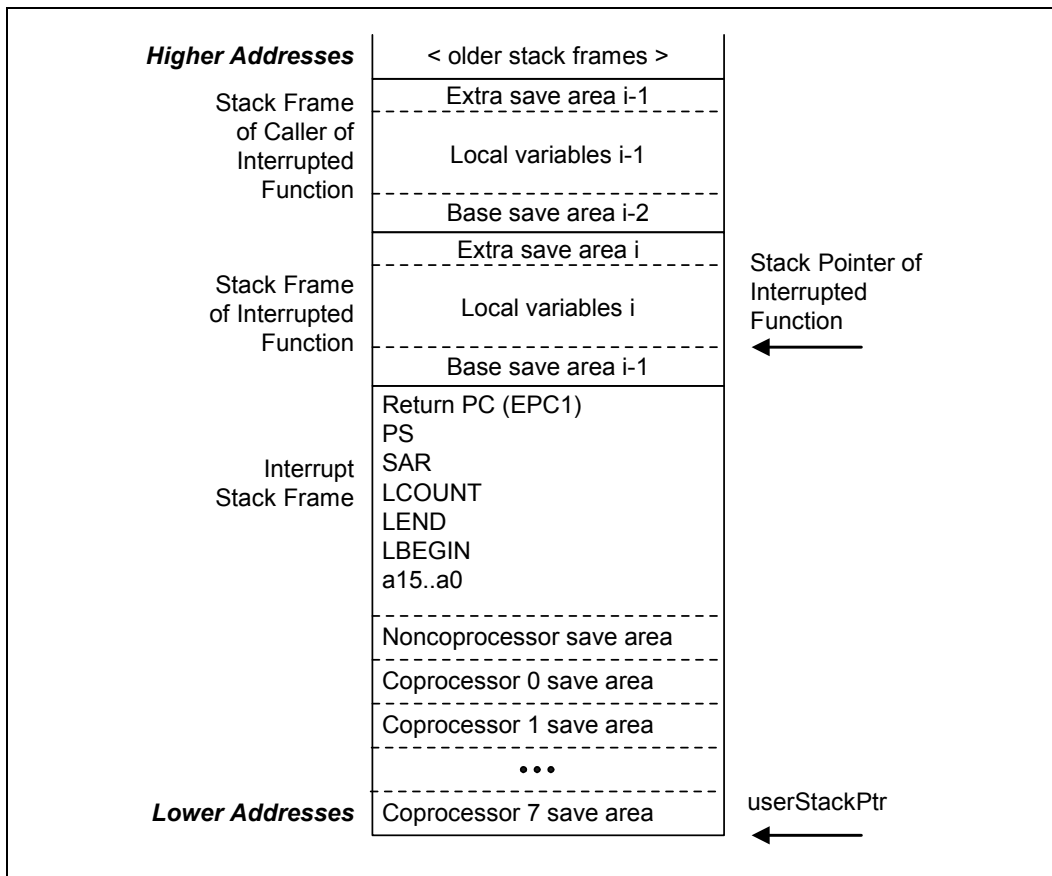 Higher Addresses
< older stack frames >
Stack Frame
of Caller of
Interrupted
Function
Extra save area i-1
Local variables i-1
Base save area i-2
Stack Frame
of Interrupted
Function
Extra save area i
Local variables i
Base save area i-1
Stack Pointer of
Interrupted
Function
Interrupt
Stack Frame
Return PC (EPC1)
PS
SAR
LCOUNT
LEND
LBEGIN
a15..a0
Noncoprocessor save area
Coprocessor 0 save area
Coprocessor 1 save area
•••
Lower Addresses
Coprocessor 7 save area
userStackPtr